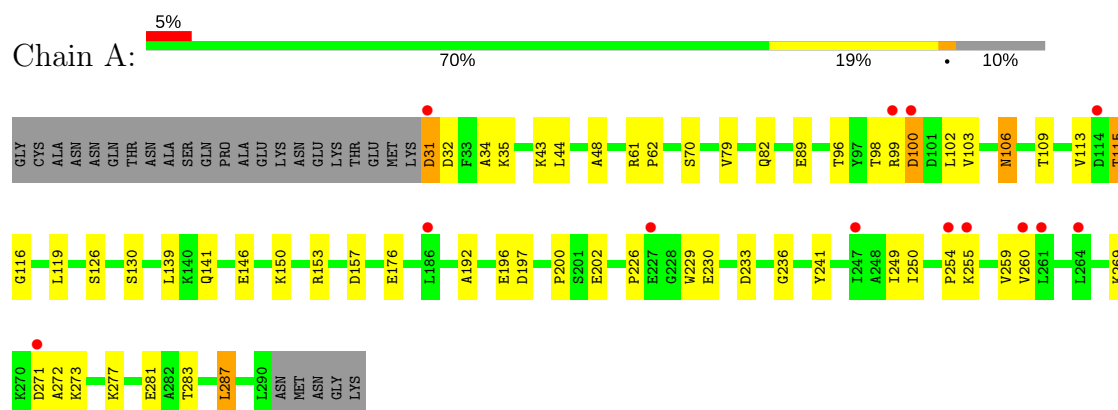 5%
Chain A:
70% 19% • 10%
GLY CYS ALA ASN ASN GLN THR ASN ALA SER GLN PRO ALA GLU LYS ASN GLU LYS THR GLU MET LYS D31 D32 F33 A34 K35 K43 L44 A48 R61 P62 S70 V79 Q82 E89 T96 Y97 T98 R99 D100 D101 L102 V103 N106 T109 V113 D114 T115
G116 L119 S126 S130 L139 K140 Q141 E146 K150 R153 D157 E176 L186 A192 E196 D197 P200 S201 E202 P226 E227 G228 W229 E230 D233 G236 Y241 I247 A248 I249 I250 P254 K255 V259 V260 L261 L264 K269
K270 D271 A272 K273 K277 E281 A282 T283 L287 L290 ASN MET ASN GLY LYS